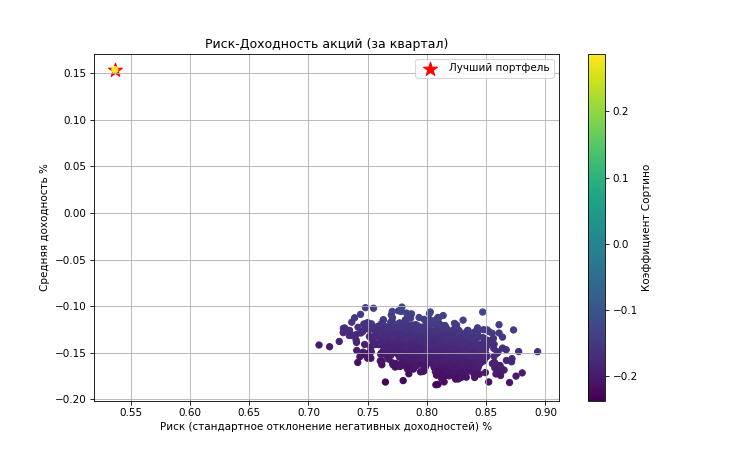 Риск-Доходность акций (за квартал)
Лучший портфель
Средняя доходность %
0.15
0.10
0.05
0.00
−0.05
−0.10
−0.15
−0.20
0.55 0.60 0.65 0.70 0.75 0.80 0.85 0.90
Риск (стандартное отклонение негативных доходностей) %
0.2
0.1
0.0
−0.1
−0.2
Коэффициент Сортино